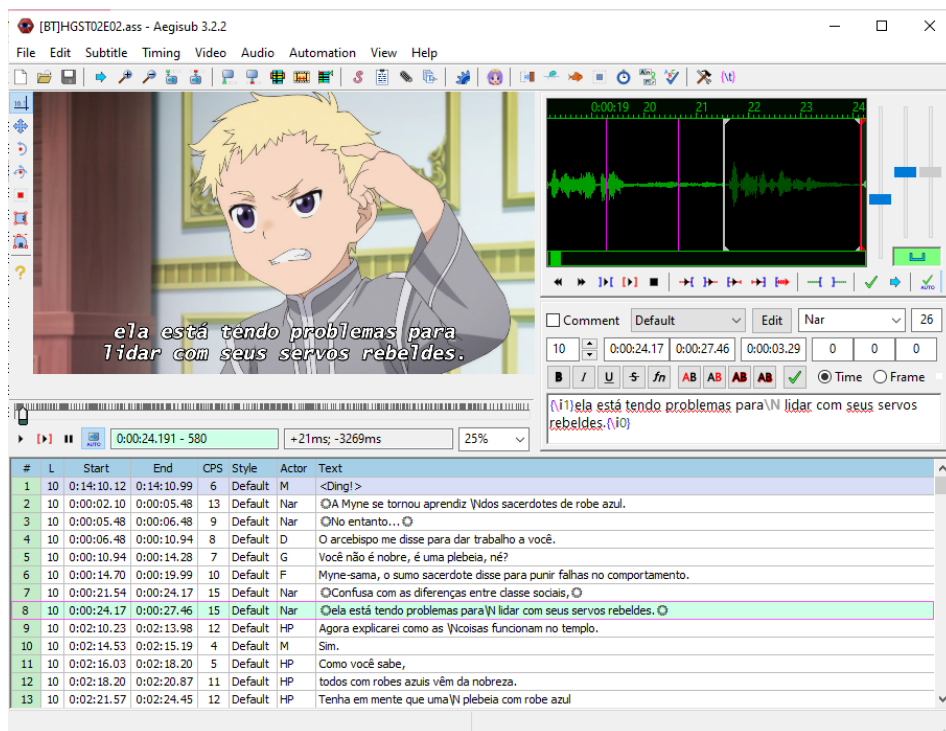 [BT]HGST02E02.ass - Aegisub 3.2.2
File Edit Subtitle Timing Video Audio Automation View Help
0:00:19 20 21 22 23 24
ela está tendo problemas para
lidar com seus servos rebeldes.
AUTO
Comment Default Edit Nar 26
10 0:00:24.17 0:00:27.46 0:00:03.29 0 0 0
B I U S fn AB AB AB AB Time Frame
{\i1}ela está tendo problemas para\N lidar com seus servos
rebeldes.{\i0}
AUTO 0:00:24.191 - 580 +21ms; -3269ms 25%
# L Start End CPS Style Actor Text
1 10 0:14:10.12 0:14:10.99 6 Default M <Ding!>
2 10 0:00:02.10 0:00:05.48 13 Default Nar A Myne se tornou aprendiz \Ndos sacerdotes de robe azul.
3 10 0:00:05.48 0:00:06.48 9 Default Nar No entanto...
4 10 0:00:06.48 0:00:10.94 8 Default D O arcebispo me disse para dar trabalho a você.
5 10 0:00:10.94 0:00:14.28 7 Default G Você não é nobre, é uma plebeia, né?
6 10 0:00:14.70 0:00:19.99 10 Default F Myne-sama, o sumo sacerdote disse para punir falhas no comportamento.
7 10 0:00:21.54 0:00:24.17 15 Default Nar Confusa com as diferenças entre classe sociais,
8 10 0:00:24.17 0:00:27.46 15 Default Nar ela está tendo problemas para\N lidar com seus servos rebeldes.
9 10 0:02:10.23 0:02:13.98 12 Default HP Agora explicarei como as \Ncoisas funcionam no templo.
10 10 0:02:14.53 0:02:15.19 4 Default M Sim.
11 10 0:02:16.03 0:02:18.20 5 Default HP Como você sabe,
12 10 0:02:18.20 0:02:20.87 11 Default HP todos com robes azuis vêm da nobreza.
13 10 0:02:21.57 0:02:24.45 12 Default HP Tenha em mente que uma\N plebeia com robe azul